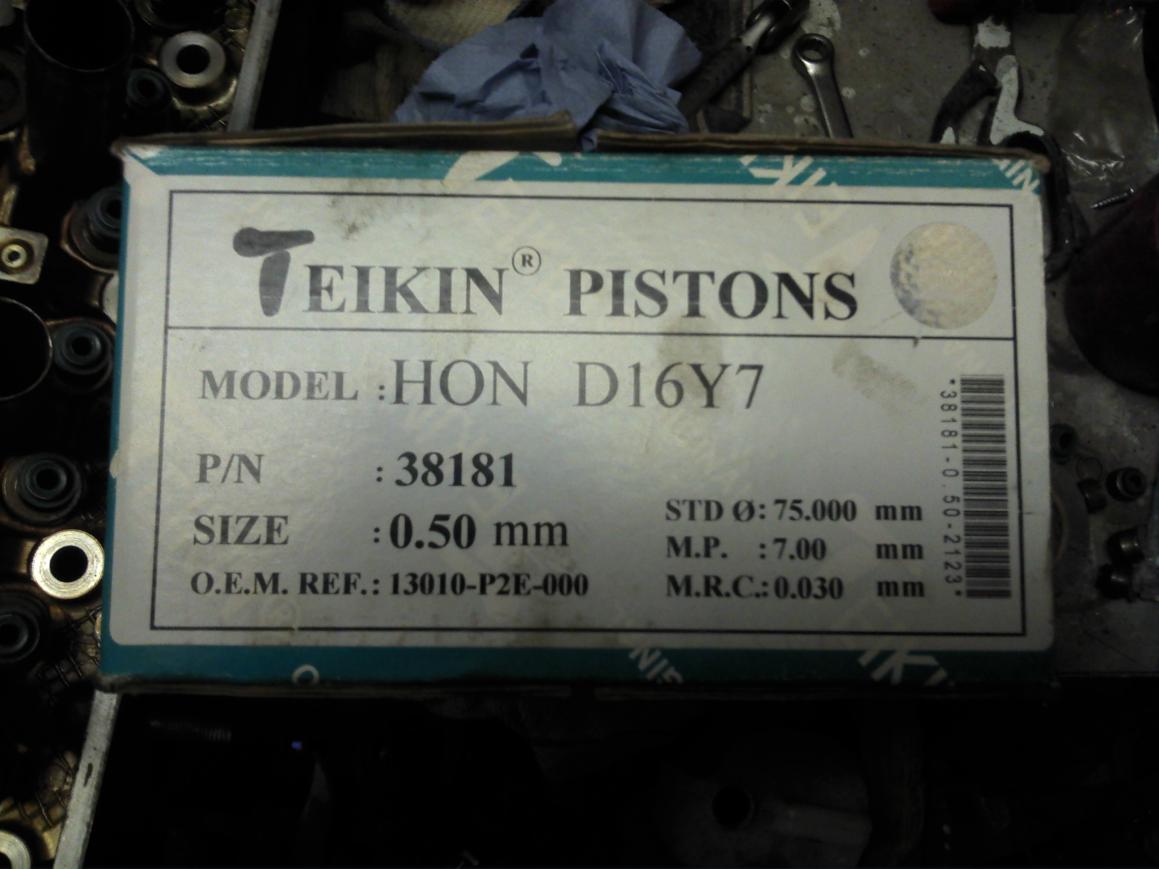 TEIKIN® PISTONS
MODEL :HON D16Y7
P/N : 38181
SIZE : 0.50 mm
O.E.M. REF.: 13010-P2E-000
STD Ø: 75.000 mm
M.P. : 7.00 mm
M.R.C.: 0.030 mm
*38181-0.50-2123*